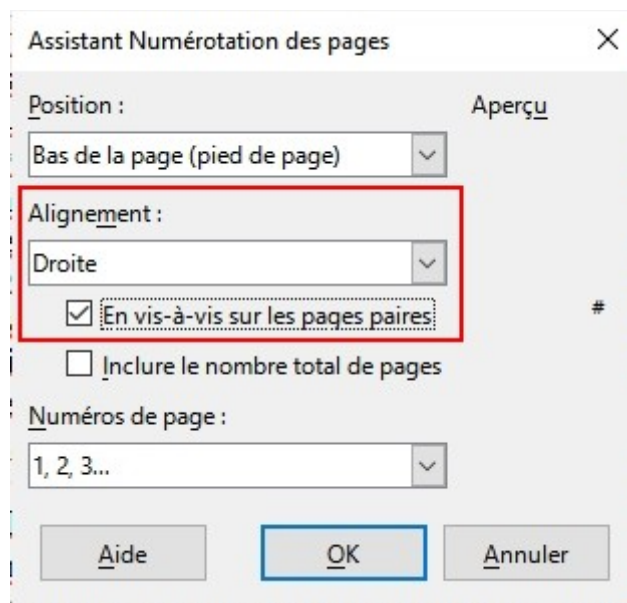 Assistant Numérotation des pages
Position :
Aperçu
Bas de la page (pied de page)
Alignement :
Droite
En vis-à-vis sur les pages paires
#
Inclure le nombre total de pages
Numéros de page :
1, 2, 3...
Aide
OK
Annuler